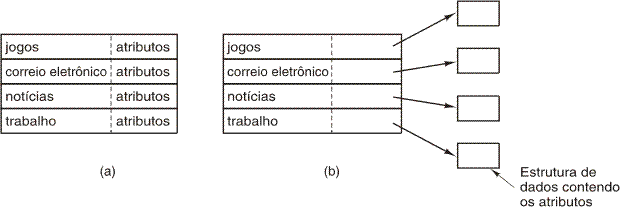 jogos atributos
correio eletrônico atributos
notícias atributos
trabalho atributos
(a)
jogos
correio eletrônico
notícias
trabalho
(b)
Estrutura de
dados contendo
os atributos